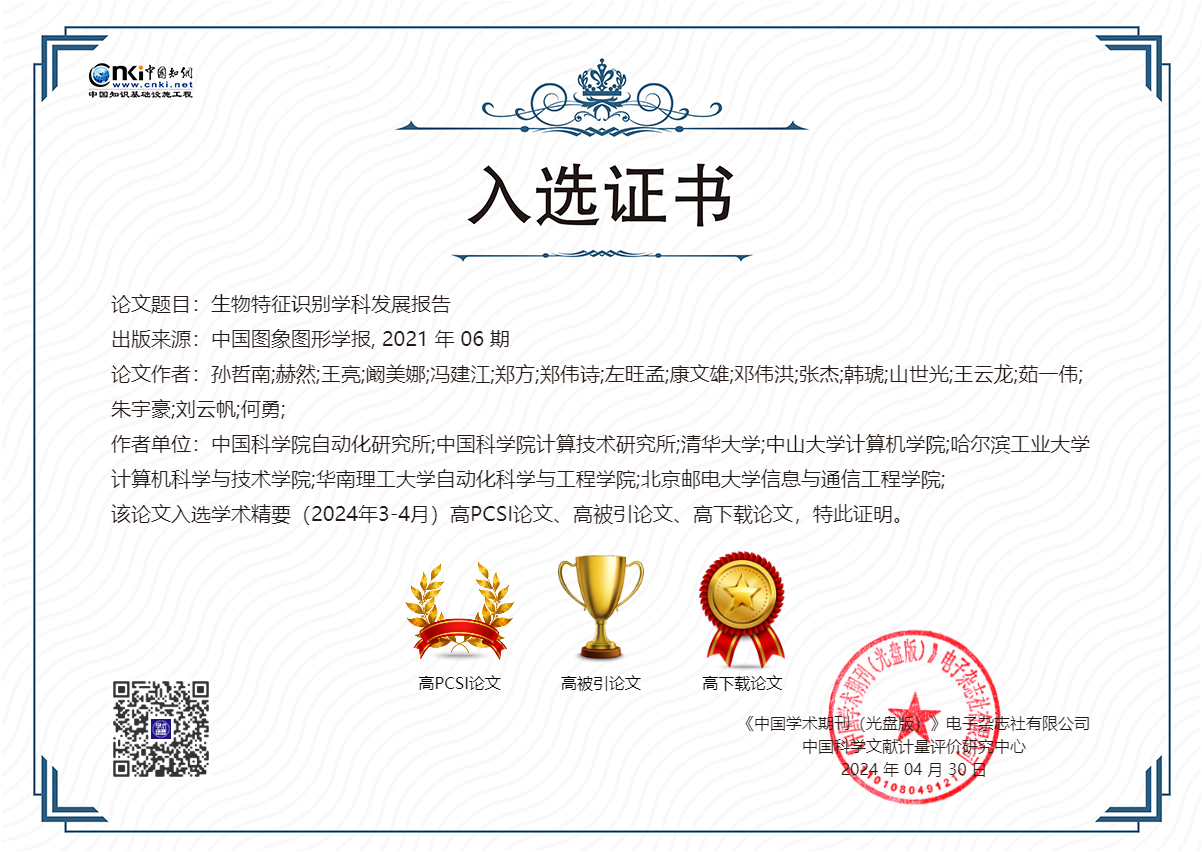 cnki中国知网
www.cnki.net
中国知识基础设施工程
入选证书
论文题目：生物特征识别学科发展报告
出版来源：中国图象图形学报, 2021 年 06 期
论文作者：孙哲南;赫然;王亮;阚美娜;冯建江;郑方;郑伟诗;左旺孟;康文雄;邓伟洪;张杰;韩琥;山世光;王云龙;茹一伟;
朱宇豪;刘云帆;何勇;
作者单位：中国科学院自动化研究所;中国科学院计算技术研究所;清华大学;中山大学计算机学院;哈尔滨工业大学
计算机科学与技术学院;华南理工大学自动化科学与工程学院;北京邮电大学信息与通信工程学院;
该论文入选学术精要（2024年3-4月）高PCSI论文、高被引论文、高下载论文，特此证明。
高PCSI论文
高被引论文
高下载论文
《中国学术期刊（光盘版）》电子杂志社有限公司
中国科学文献计量评价研究中心
2024 年 04 月 30 日
《中国学术期刊（光盘版）》电子杂志社有限公司